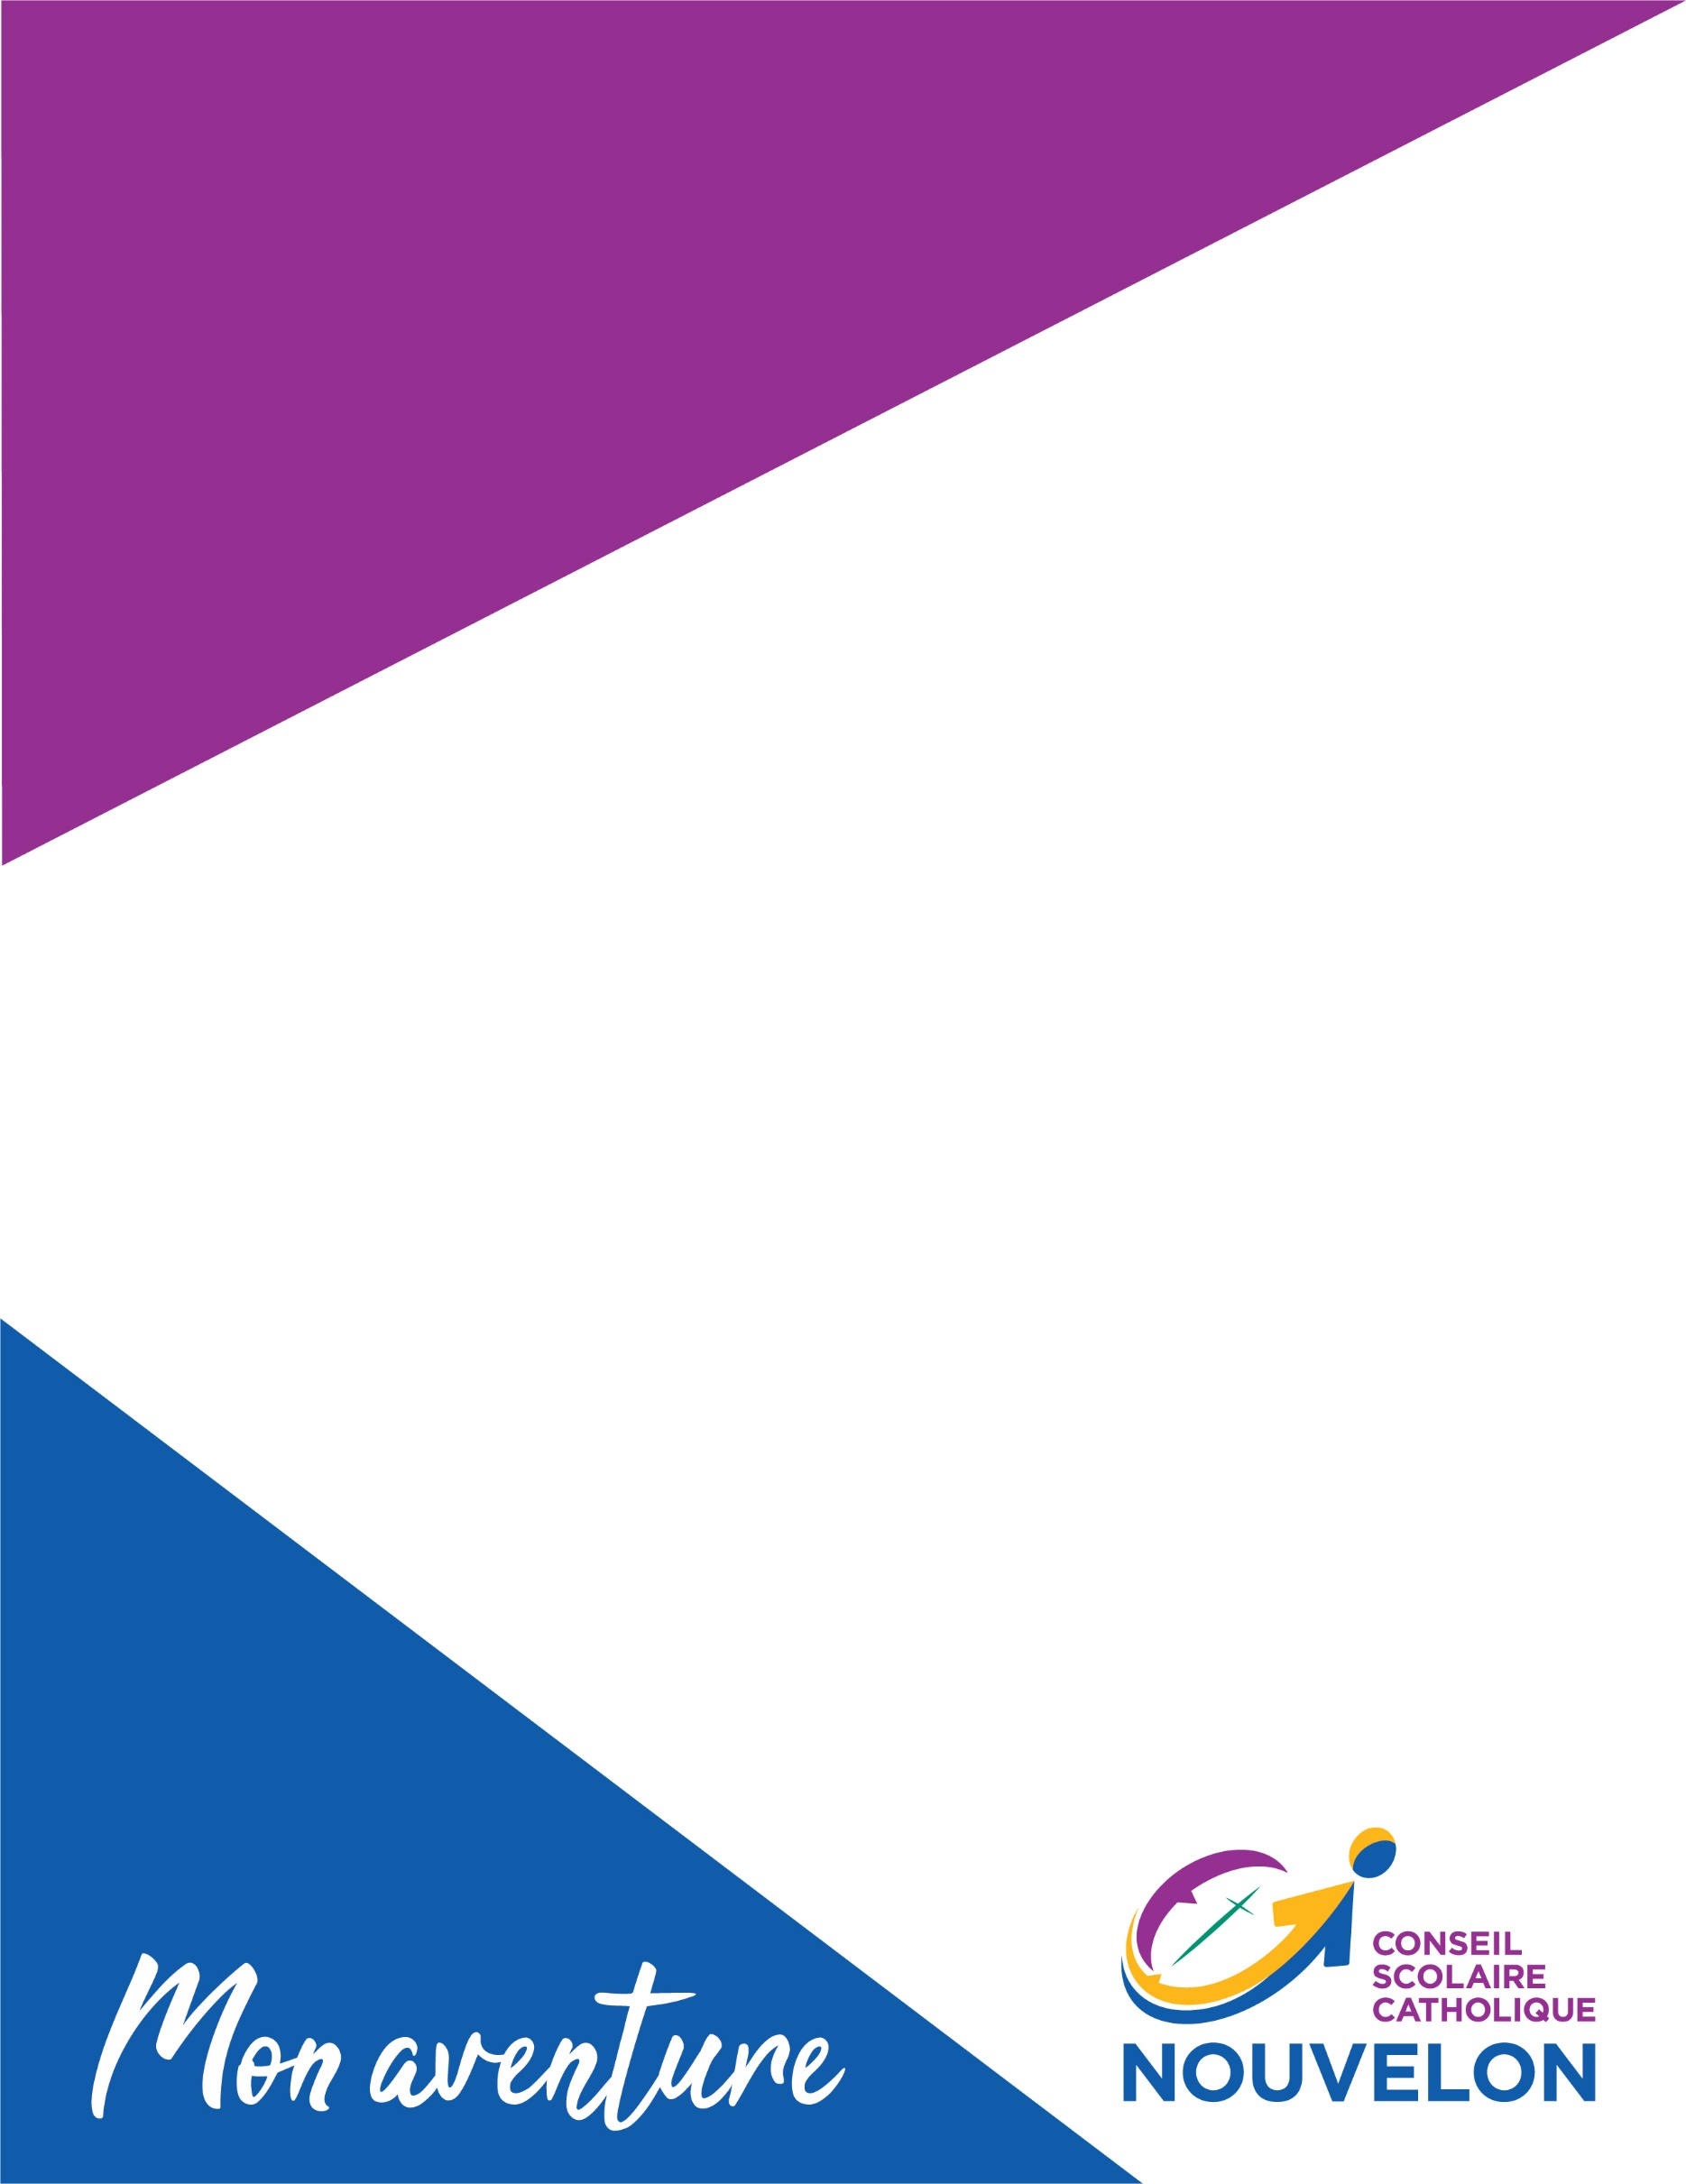 Mon aventure
CONSEIL
SCOLAIRE
CATHOLIQUE
NOUVELON